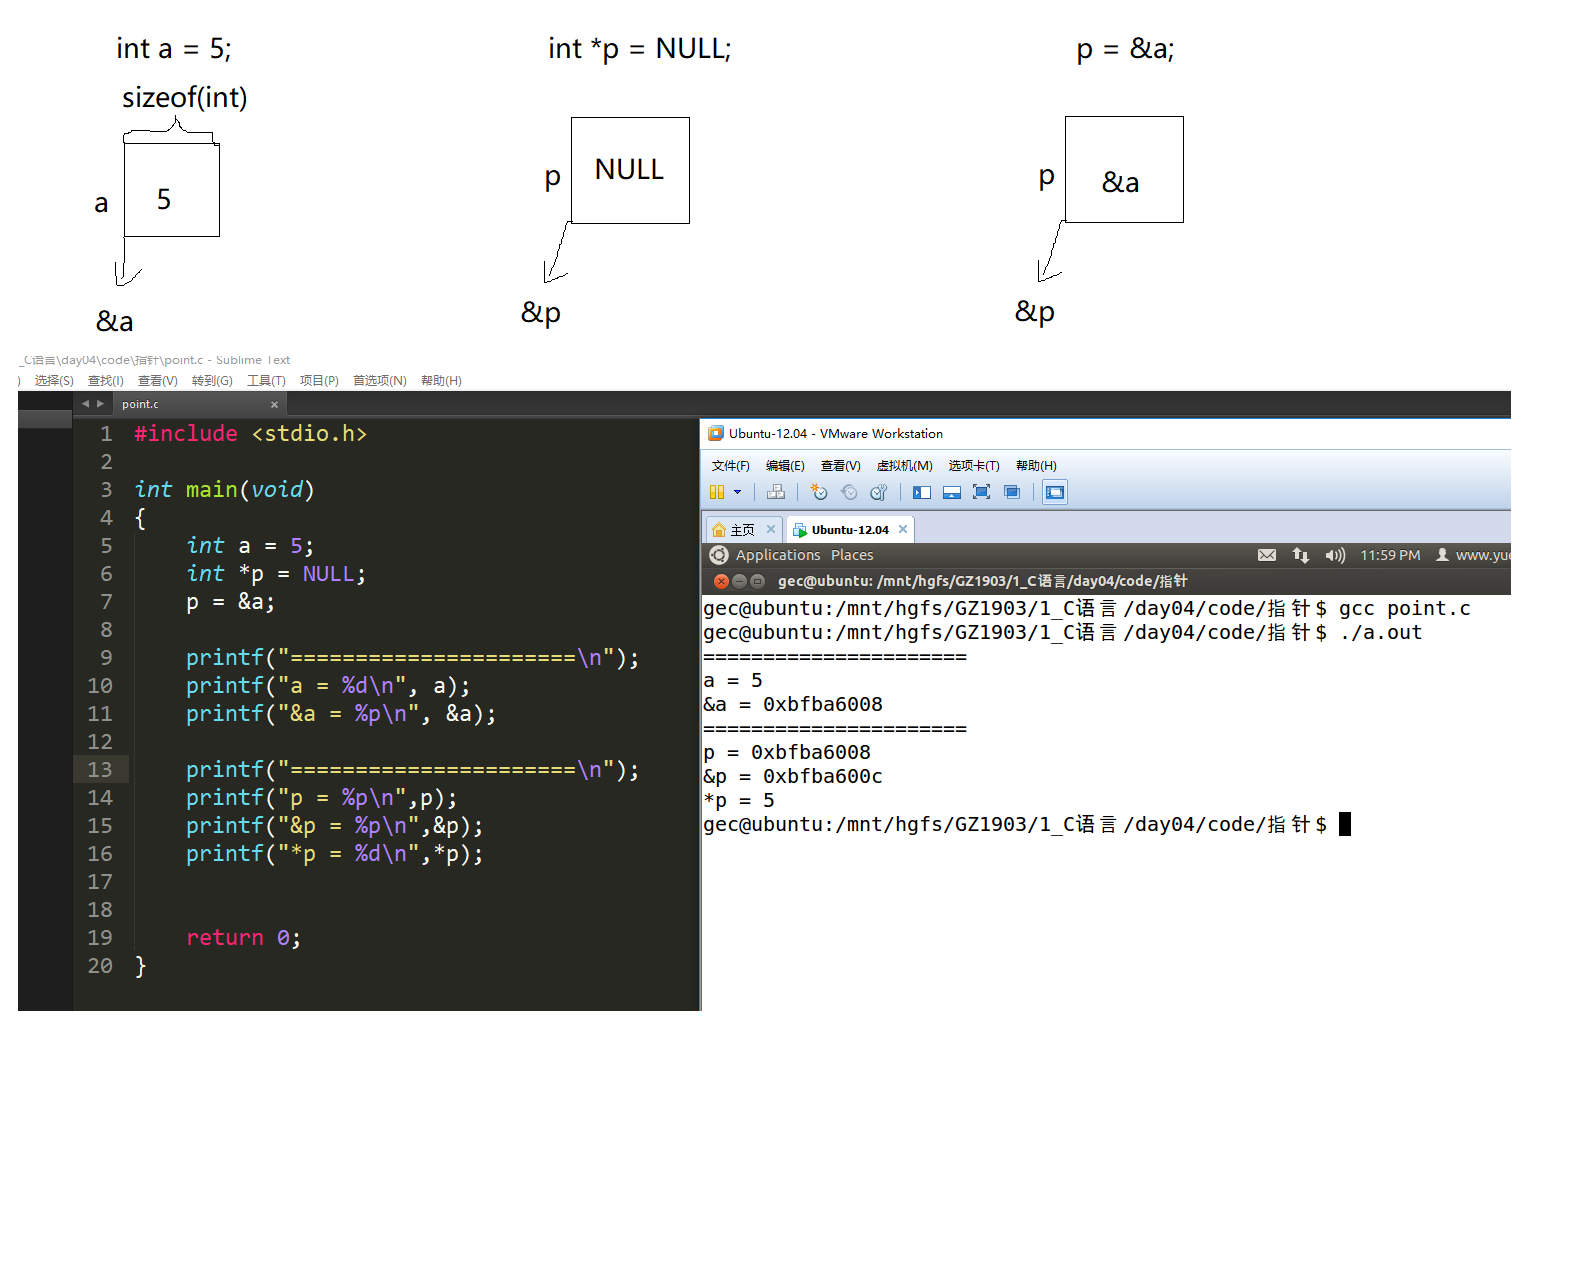 int a = 5;
int *p = NULL;
p = &a;
sizeof(int)
a
5
&a
p
NULL
&p
p
&a
&p
_C语言\day04\code\指针\point.c - Sublime Text
) 选择(S) 查找(I) 查看(V) 转到(G) 工具(T) 项目(P) 首选项(N) 帮助(H)
point.c
1 #include <stdio.h>
2
3 int main(void)
4 {
5 int a = 5;
6 int *p = NULL;
7 p = &a;
8
9 printf("======================\n");
10 printf("a = %d\n", a);
11 printf("&a = %p\n", &a);
12
13 printf("======================\n");
14 printf("p = %p\n",p);
15 printf("&p = %p\n",&p);
16 printf("*p = %d\n",*p);
17
18
19 return 0;
20 }
Ubuntu-12.04 - VMware Workstation
文件(F) 编辑(E) 查看(V) 虚拟机(M) 选项卡(T) 帮助(H)
主页 Ubuntu-12.04
Applications Places 11:59 PM www.yue
gec@ubuntu: /mnt/hgfs/GZ1903/1_C语言/day04/code/指针
gec@ubuntu:/mnt/hgfs/GZ1903/1_C语言/day04/code/指针$ gcc point.c
gec@ubuntu:/mnt/hgfs/GZ1903/1_C语言/day04/code/指针$ ./a.out
======================
a = 5
&a = 0xbfba6008
======================
p = 0xbfba6008
&p = 0xbfba600c
*p = 5
gec@ubuntu:/mnt/hgfs/GZ1903/1_C语言/day04/code/指针$